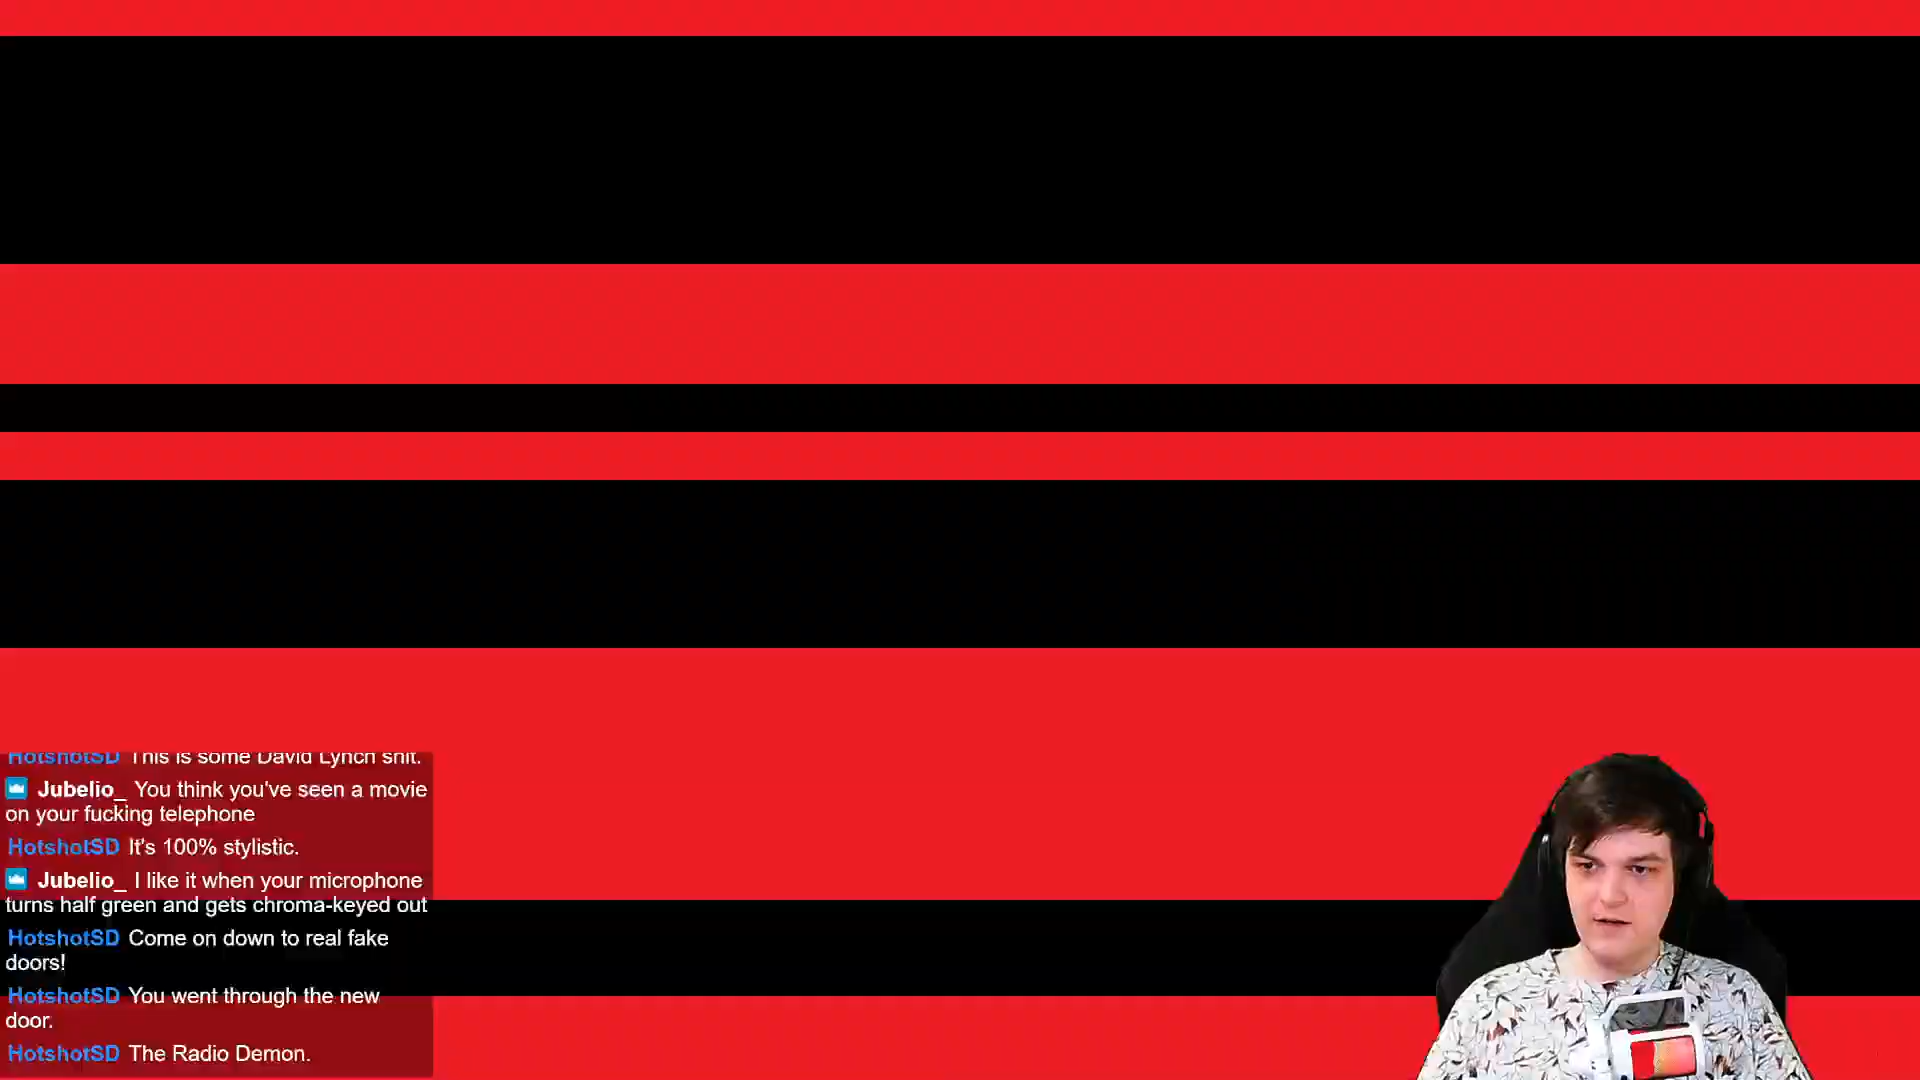 HotshotSD This is some David Lynch shit.
Jubelio_ You think you've seen a movie
on your fucking telephone
HotshotSD It's 100% stylistic.
Jubelio_ I like it when your microphone
turns half green and gets chroma-keyed out
HotshotSD Come on down to real fake
doors!
HotshotSD You went through the new
door.
HotshotSD The Radio Demon.